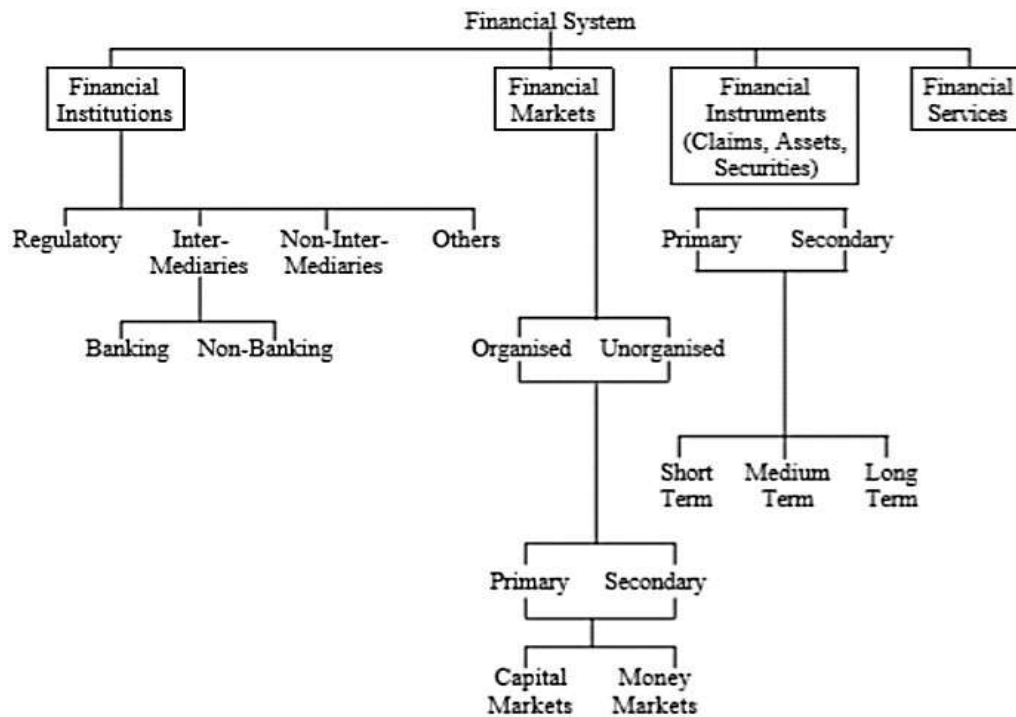 Financial System
Financial
Institutions
Financial
Markets
Financial
Instruments
(Claims, Assets,
Securities)
Financial
Services
Regulatory
Inter-
Mediaries
Non-Inter-
Mediaries
Others
Primary
Secondary
Banking
Non-Banking
Organised
Unorganised
Short
Term
Medium
Term
Long
Term
Primary
Secondary
Capital
Markets
Money
Markets